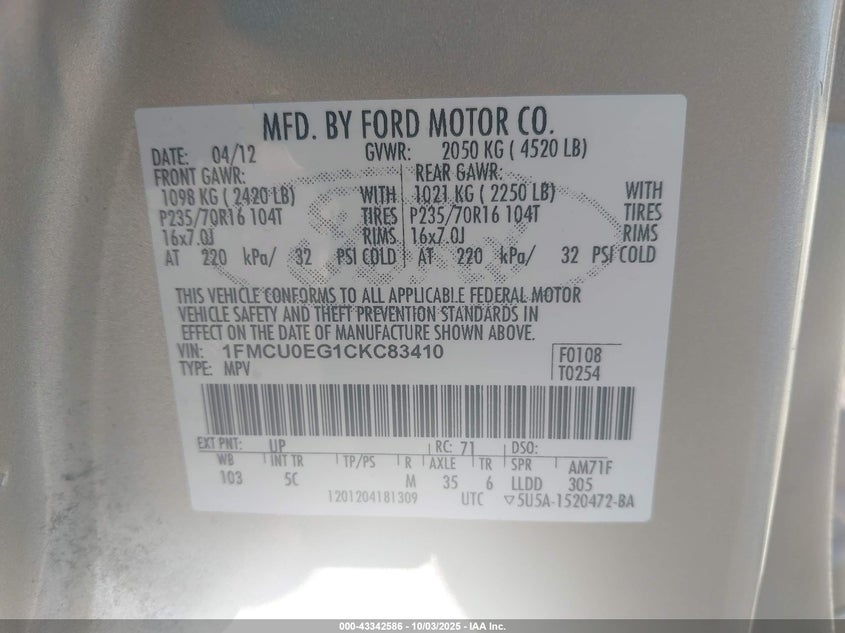 MFD. BY FORD MOTOR CO.
DATE: 04/12 GVWR: 2050 KG ( 4520 LB)
FRONT GAWR: REAR GAWR:
1098 KG ( 2420 LB) WITH 1021 KG ( 2250 LB) WITH
P235/70R16 104T TIRES P235/70R16 104T TIRES
16x7.0J RIMS 16x7.0J RIMS
AT 220 kPa/ 32 PSI COLD AT 220 kPa/ 32 PSI COLD
THIS VEHICLE CONFORMS TO ALL APPLICABLE FEDERAL MOTOR
VEHICLE SAFETY AND THEFT PREVENTION STANDARDS IN
EFFECT ON THE DATE OF MANUFACTURE SHOWN ABOVE.
VIN: 1FMCU0EG1CKC83410 F0108
TYPE: MPV T0254
EXT PNT: UP RC: 71 DSO:
WB INT TR TP/PS R AXLE TR SPR AM71F
103 5C M 35 6 LLDD 305
1201204181309 UTC ▽5U5A-1520472-BA
000-43342586 - 10/03/2025 - IAA Inc.